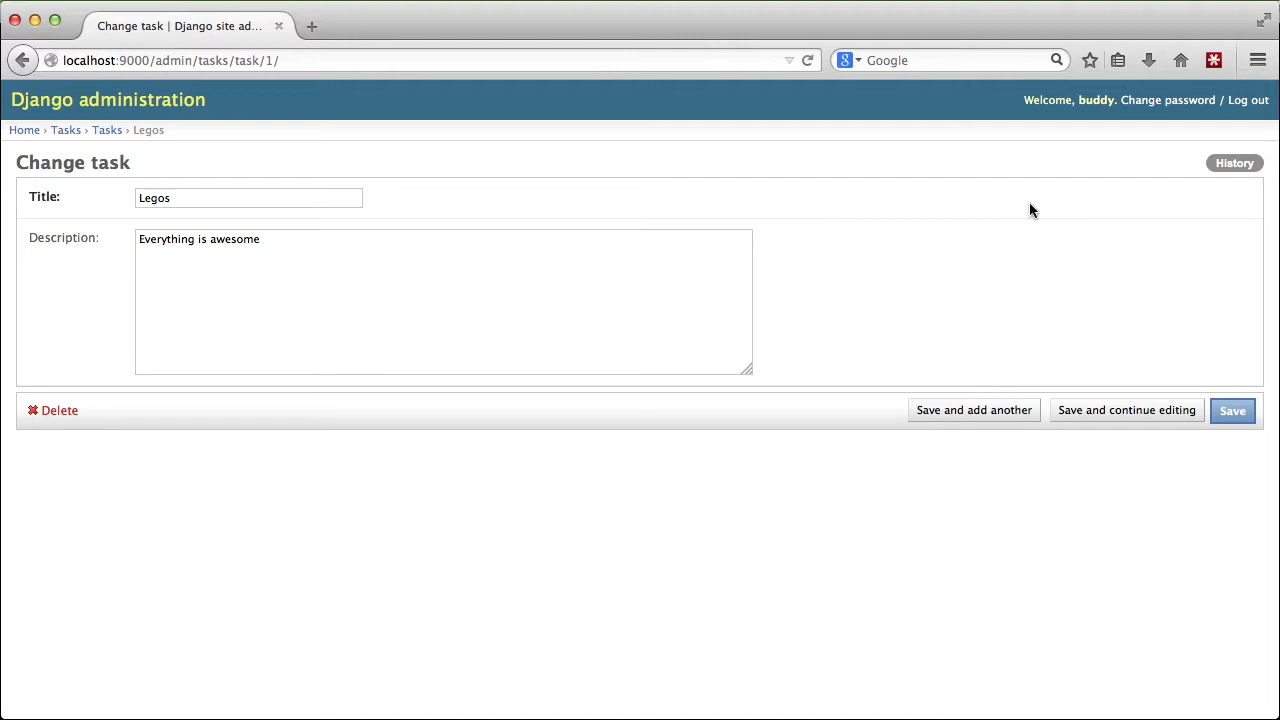 Change task | Django site ad...
localhost:9000/admin/tasks/task/1/
Google
Django administration
Welcome, buddy. Change password / Log out
Home › Tasks › Tasks › Legos
Change task
History
Title:
Legos
Description:
Everything is awesome
Delete
Save and add another
Save and continue editing
Save